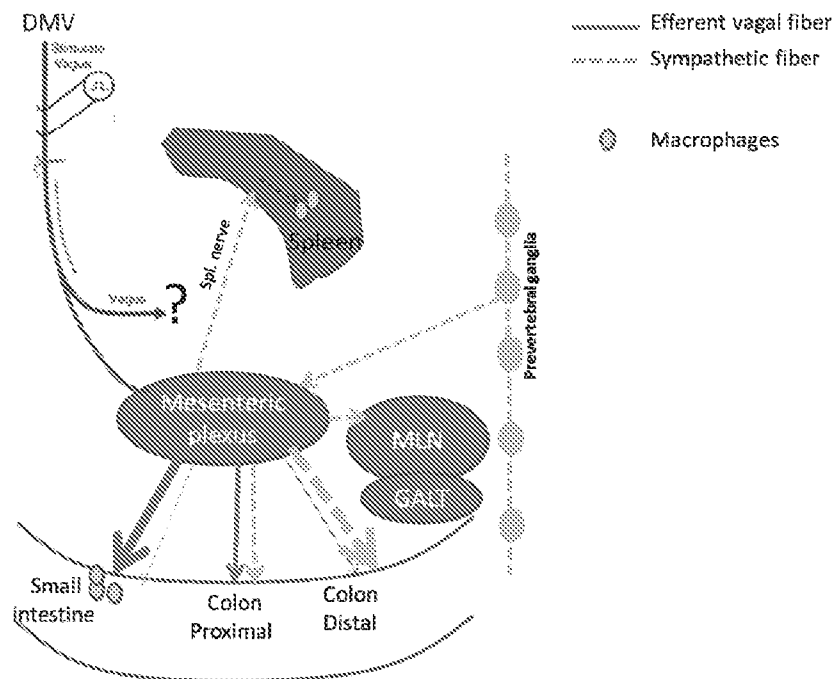 DMV
Efferent vagal fiber
Sympathetic fiber
Macrophages
Vagus
Spl. nerve
Spleen
Vagus
?
Prevertebral ganglia
Mesenteric
plexus
MLN
GALT
Small
intestine
Colon
Proximal
Colon
Distal